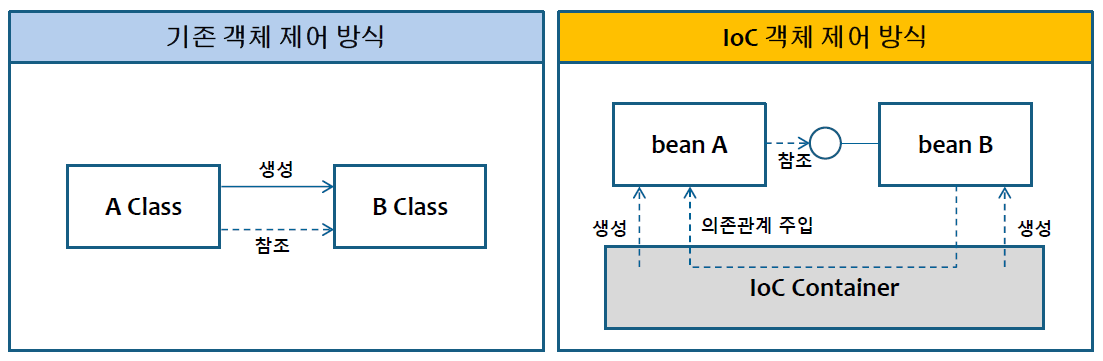 기존 객체 제어 방식
A Class
생성
참조
B Class
IoC 객체 제어 방식
bean A
참조
bean B
생성
의존관계 주입
생성
IoC Container